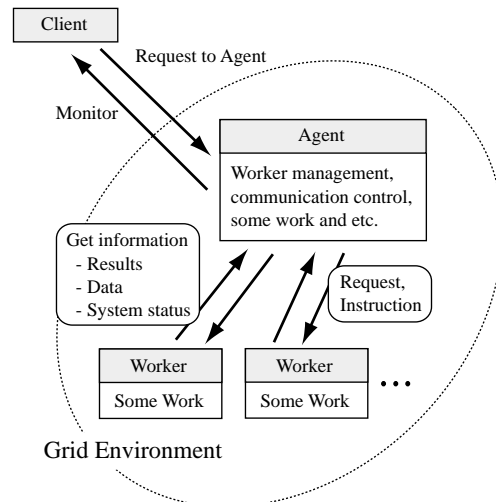 Client
Request to Agent
Monitor
Agent
Worker management,
communication control,
some work and etc.
Get information
- Results
- Data
- System status
Request,
Instruction
Worker
Some Work
Worker
Some Work
...
Grid Environment